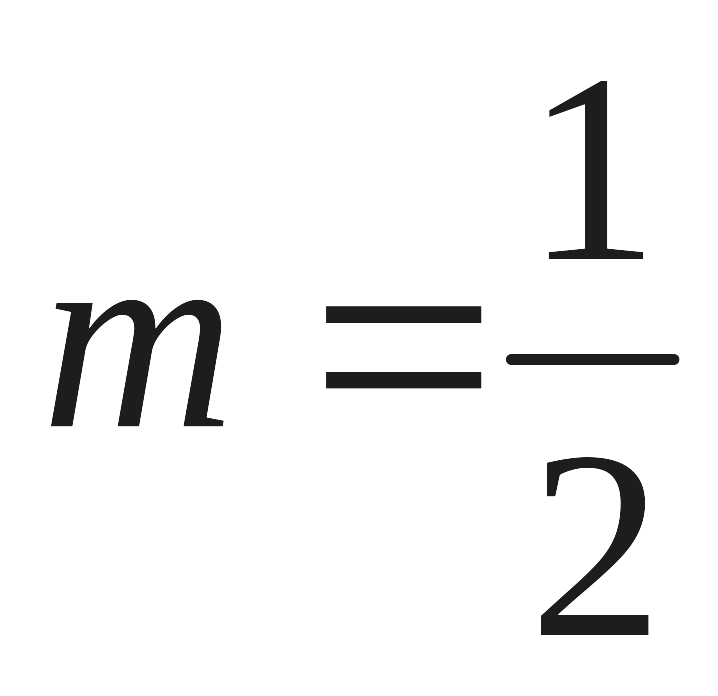 m = 1/2